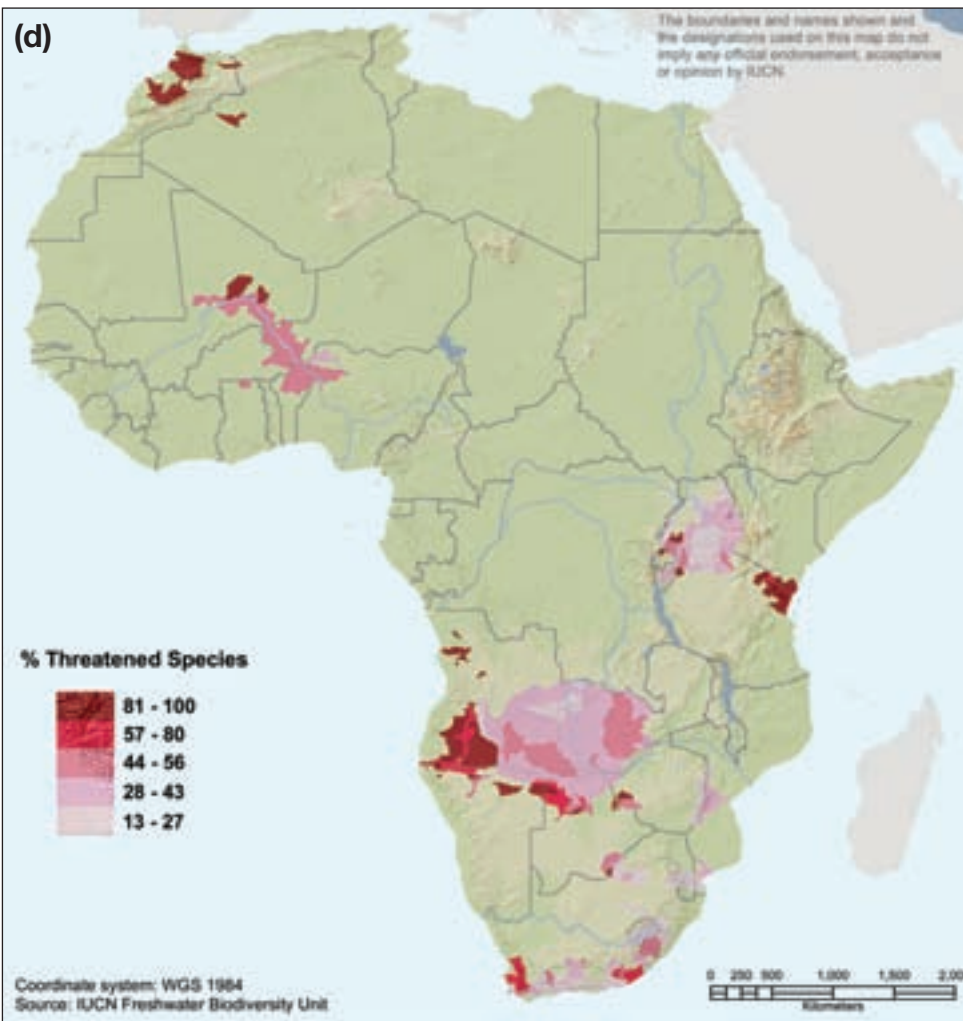 (d)
The boundaries and names shown and
the designations used on this map do not
imply any official endorsement, acceptance
or opinion by IUCN.
% Threatened Species
81 - 100
57 - 80
44 - 56
28 - 43
13 - 27
Coordinate system: WGS 1984
Source: IUCN Freshwater Biodiversity Unit
0 250 500 1,000 1,500 2,00
Kilometers